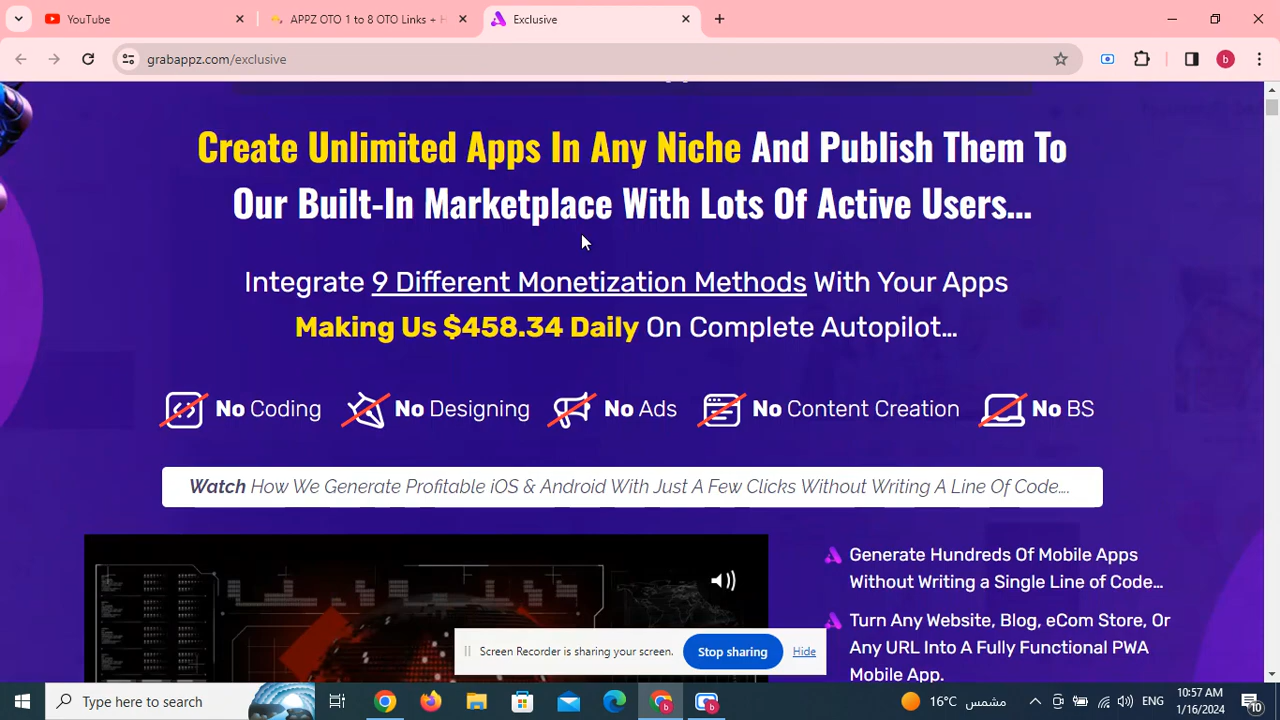 YouTube
APPZ OTO 1 to 8 OTO Links +
Exclusive
grabappz.com/exclusive
b
Create Unlimited Apps In Any Niche And Publish Them To
Our Built-In Marketplace With Lots Of Active Users...
Integrate 9 Different Monetization Methods With Your Apps
Making Us $458.34 Daily On Complete Autopilot…
No Coding
No Designing
No Ads
No Content Creation
No BS
Watch How We Generate Profitable iOS & Android With Just A Few Clicks Without Writing A Line Of Code....
Generate Hundreds Of Mobile Apps
Without Writing a Single Line of Code…
Turn Any Website, Blog, eCom Store, Or
URL Into A Fully Functional PWA
Mobile App.
Screen Recorder is sharing your screen.
Stop sharing
Hide
Type here to search
16°C مشمس
ENG
10:57 AM
1/16/2024
10